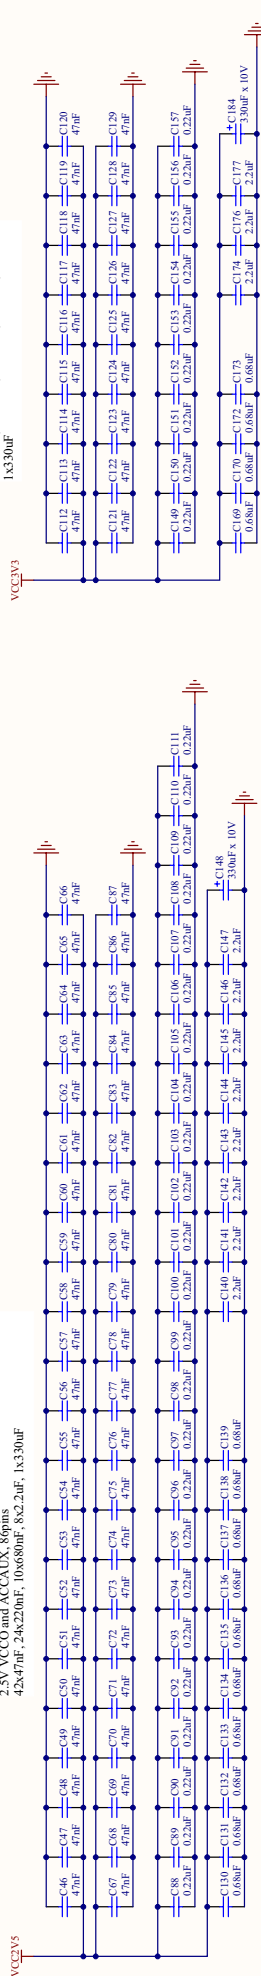 1x330uF
VCC3V3
C112 C113 C114 C115 C116 C117 C118 C119 C120
47nF 47nF 47nF 47nF 47nF 47nF 47nF 47nF 47nF
C121 C122 C123 C124 C125 C126 C127 C128 C129
47nF 47nF 47nF 47nF 47nF 47nF 47nF 47nF 47nF
C149 C150 C151 C152 C153 C154 C155 C156 C157
0.22uF 0.22uF 0.22uF 0.22uF 0.22uF 0.22uF 0.22uF 0.22uF 0.22uF
C169 C170 C172 C173 C174 C176 C177 C184
0.68uF 0.68uF 0.68uF 0.68uF 2.2uF 2.2uF 2.2uF 330uF x 10V
2.5V VCCO and ACCAUX, 86pins
42x47nF, 24x220nF, 10x680nF, 8x2.2uF, 1x330uF
VCC2V5
C46 C47 C48 C49 C50 C51 C52 C53 C54 C55 C56 C57 C58 C59 C60 C61 C62 C63 C64 C65 C66
47nF 47nF 47nF 47nF 47nF 47nF 47nF 47nF 47nF 47nF 47nF 47nF 47nF 47nF 47nF 47nF 47nF 47nF 47nF 47nF 47nF
C67 C68 C69 C70 C71 C72 C73 C74 C75 C76 C77 C78 C79 C80 C81 C82 C83 C84 C85 C86 C87
47nF 47nF 47nF 47nF 47nF 47nF 47nF 47nF 47nF 47nF 47nF 47nF 47nF 47nF 47nF 47nF 47nF 47nF 47nF 47nF 47nF
C88 C89 C90 C91 C92 C93 C94 C95 C96 C97 C98 C99 C100 C101 C102 C103 C104 C105 C106 C107 C108 C109 C110 C111
0.22uF 0.22uF 0.22uF 0.22uF 0.22uF 0.22uF 0.22uF 0.22uF 0.22uF 0.22uF 0.22uF 0.22uF 0.22uF 0.22uF 0.22uF 0.22uF 0.22uF 0.22uF 0.22uF 0.22uF 0.22uF 0.22uF 0.22uF 0.22uF
C130 C131 C132 C133 C134 C135 C136 C137 C138 C139 C140 C141 C142 C143 C144 C145 C146 C147 C148
0.68uF 0.68uF 0.68uF 0.68uF 0.68uF 0.68uF 0.68uF 0.68uF 0.68uF 0.68uF 2.2uF 2.2uF 2.2uF 2.2uF 2.2uF 2.2uF 2.2uF 2.2uF 330uF x 10V